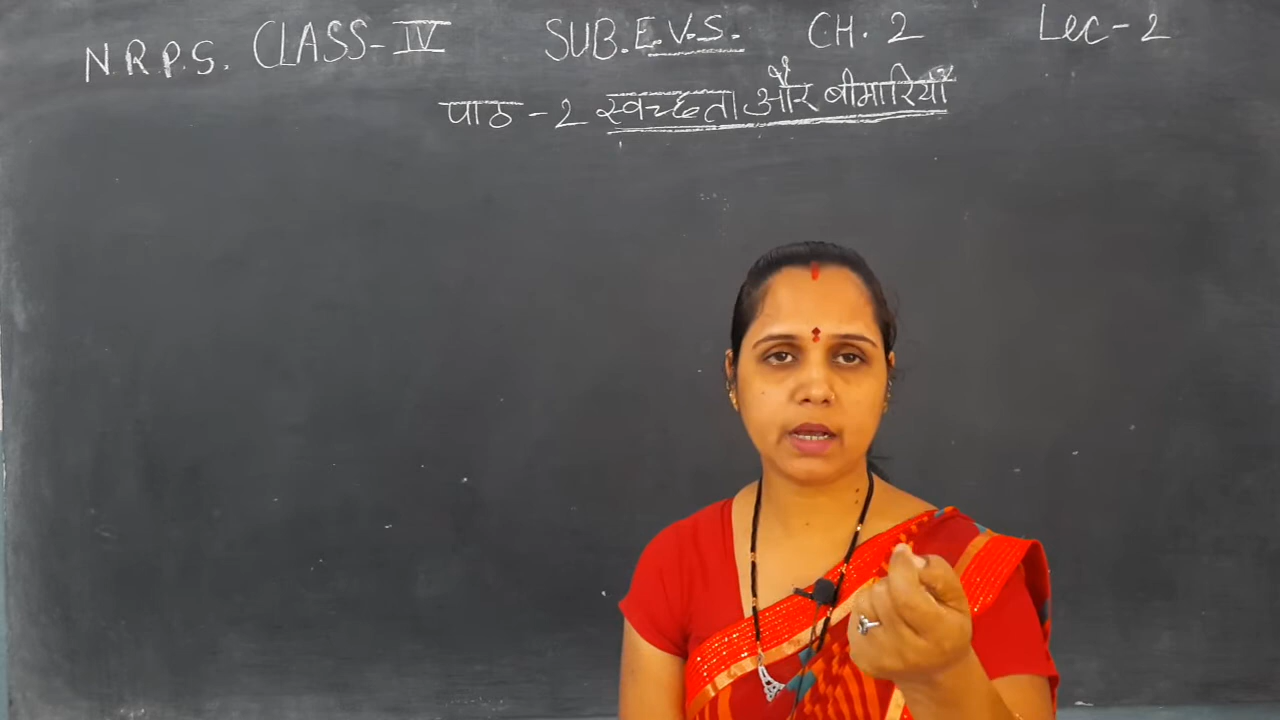 N.R.P.S. CLASS-IV SUB.E.V.S. CH. 2 Lec-2
पाठ-2 स्वच्छता और बीमारियाँ